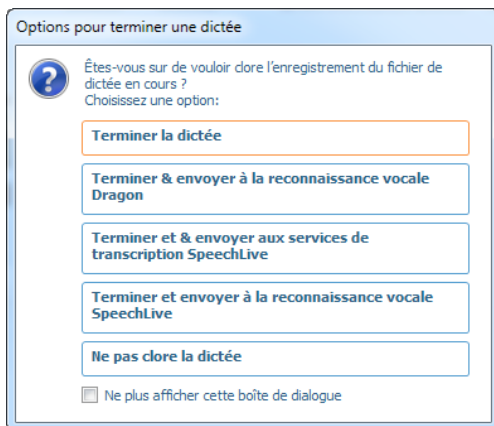 Options pour terminer une dictée
Êtes-vous sur de vouloir clore l'enregistrement du fichier de
dictée en cours ?
Choisissez une option:
Terminer la dictée
Terminer & envoyer à la reconnaissance vocale
Dragon
Terminer et & envoyer aux services de
transcription SpeechLive
Terminer et envoyer à la reconnaissance vocale
SpeechLive
Ne pas clore la dictée
Ne plus afficher cette boîte de dialogue